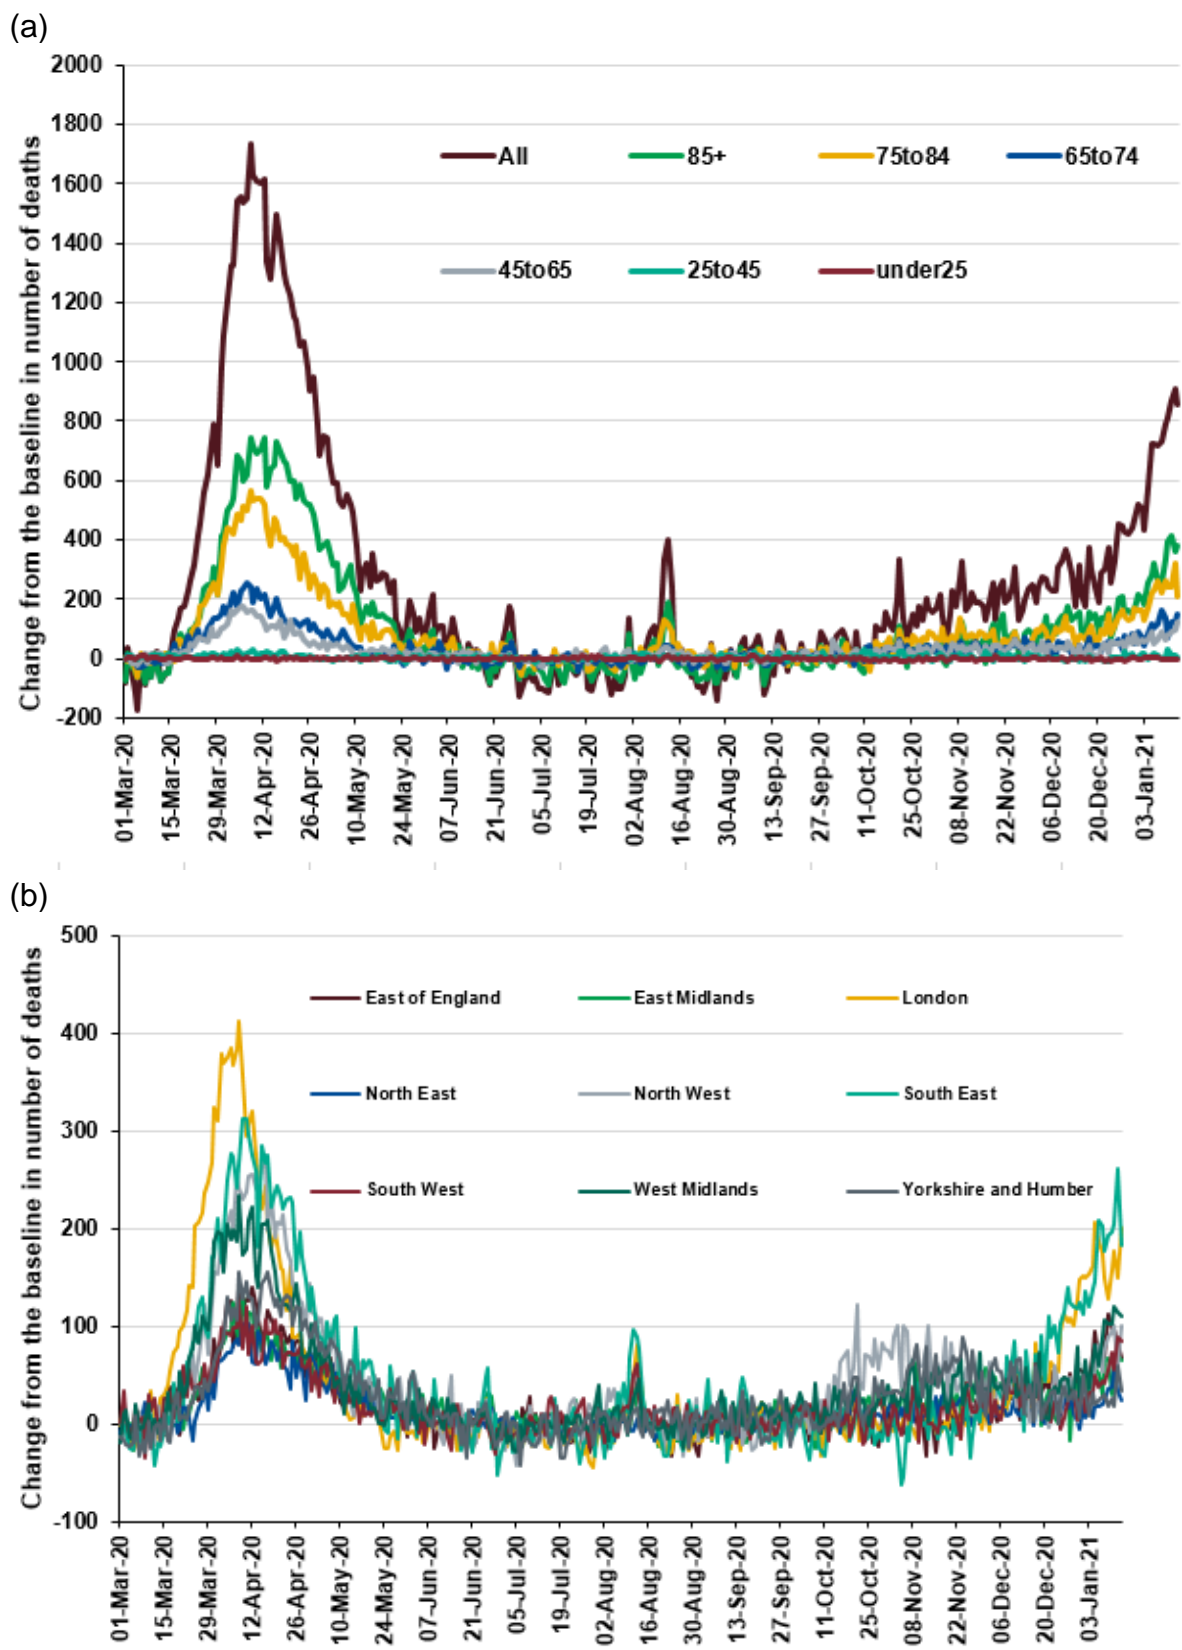 (a)
Change from the baseline in number of deaths
2000
1800
1600
1400
1200
1000
800
600
400
200
0
-200
All 85+ 75to84 65to74
45to65 25to45 under25
01-Mar-20 15-Mar-20 29-Mar-20 12-Apr-20 26-Apr-20 10-May-20 24-May-20 07-Jun-20 21-Jun-20 05-Jul-20 19-Jul-20 02-Aug-20 16-Aug-20 30-Aug-20 13-Sep-20 27-Sep-20 11-Oct-20 25-Oct-20 08-Nov-20 22-Nov-20 06-Dec-20 20-Dec-20 03-Jan-21
(b)
Change from the baseline in number of deaths
500
400
300
200
100
0
-100
East of England East Midlands London
North East North West South East
South West West Midlands Yorkshire and Humber
01-Mar-20 15-Mar-20 29-Mar-20 12-Apr-20 26-Apr-20 10-May-20 24-May-20 07-Jun-20 21-Jun-20 05-Jul-20 19-Jul-20 02-Aug-20 16-Aug-20 30-Aug-20 13-Sep-20 27-Sep-20 11-Oct-20 25-Oct-20 08-Nov-20 22-Nov-20 06-Dec-20 20-Dec-20 03-Jan-21